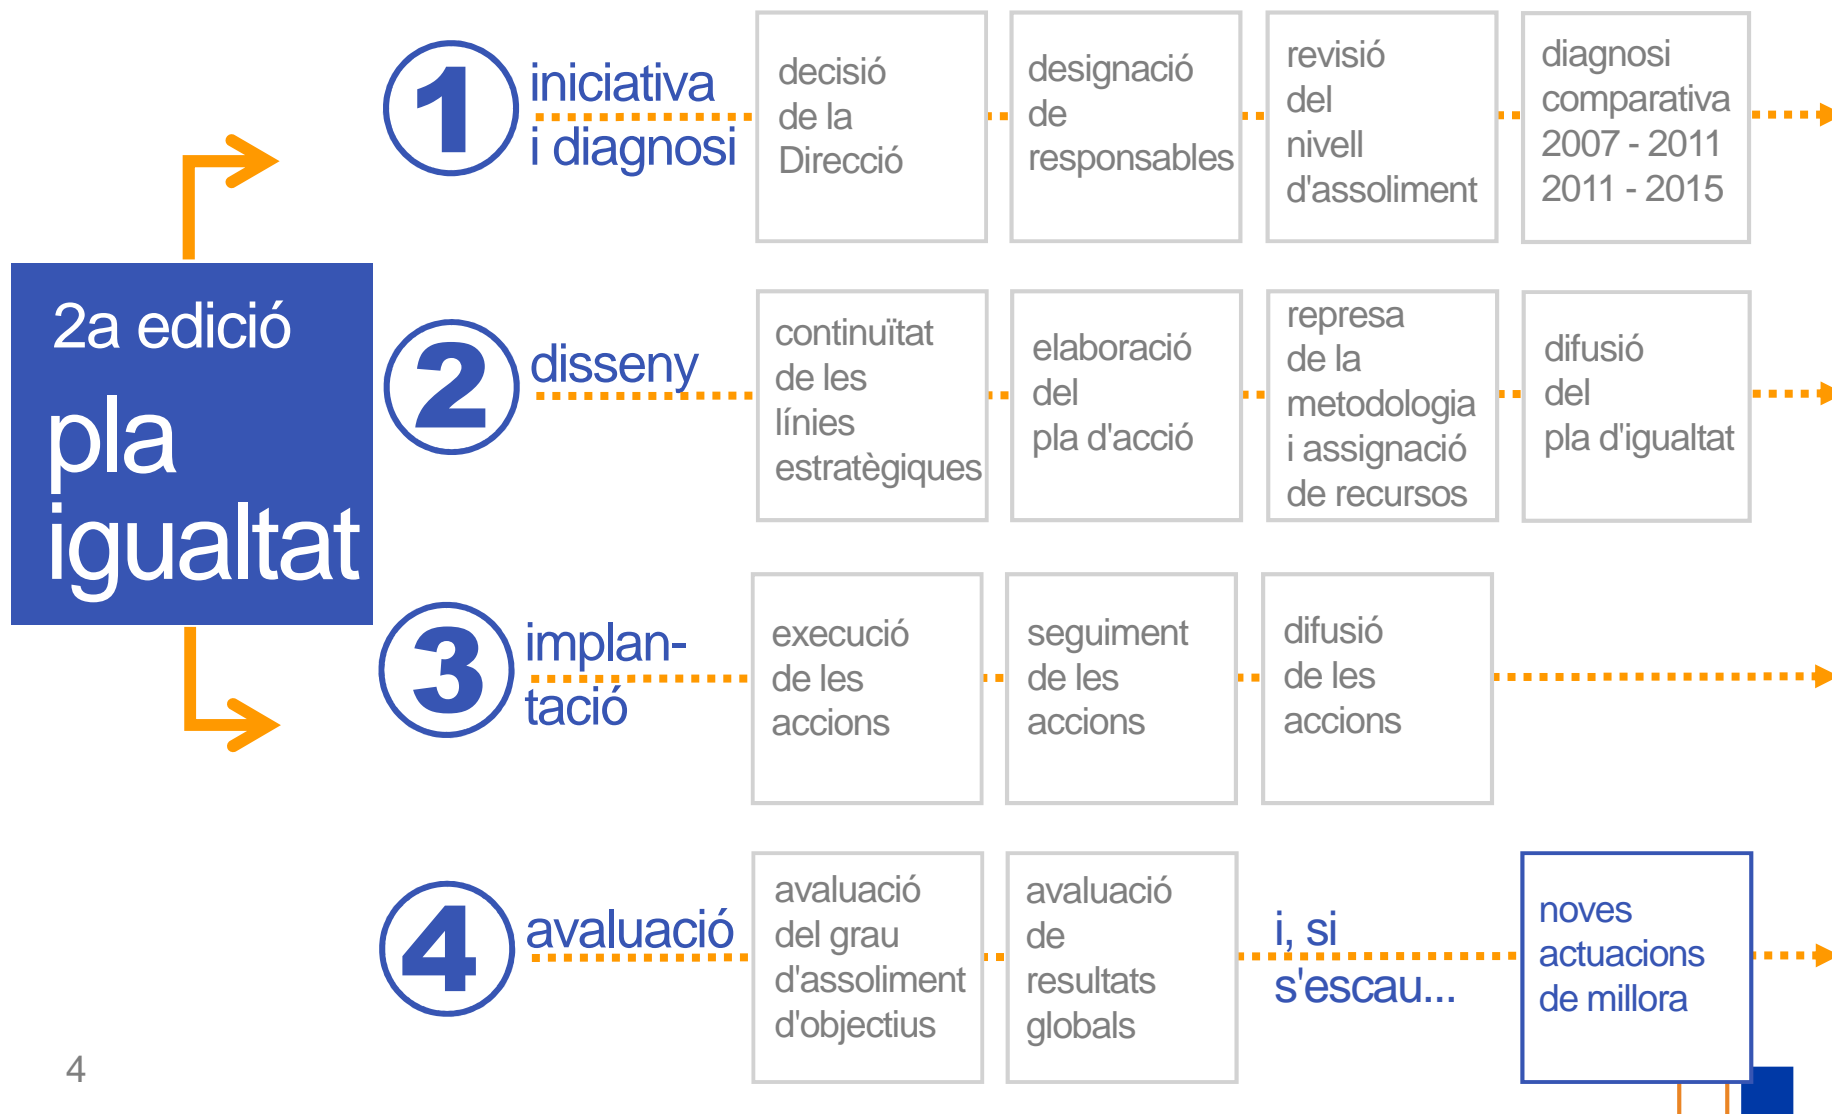 2a edició
pla
igualtat
1
iniciativa
i diagnosi
decisió
de la
Direcció
designació
de
responsables
revisió
del
nivell
d'assoliment
diagnosi
comparativa
2007 - 2011
2011 - 2015
2
disseny
continuïtat
de les
línies
estratègiques
elaboració
del
pla d'acció
represa
de la
metodologia
i assignació
de recursos
difusió
del
pla d'igualtat
3
implan-
tació
execució
de les
accions
seguiment
de les
accions
difusió
de les
accions
4
avaluació
avaluació
del grau
d'assoliment
d'objectius
avaluació
de
resultats
globals
i, si
s'escau...
noves
actuacions
de millora
4